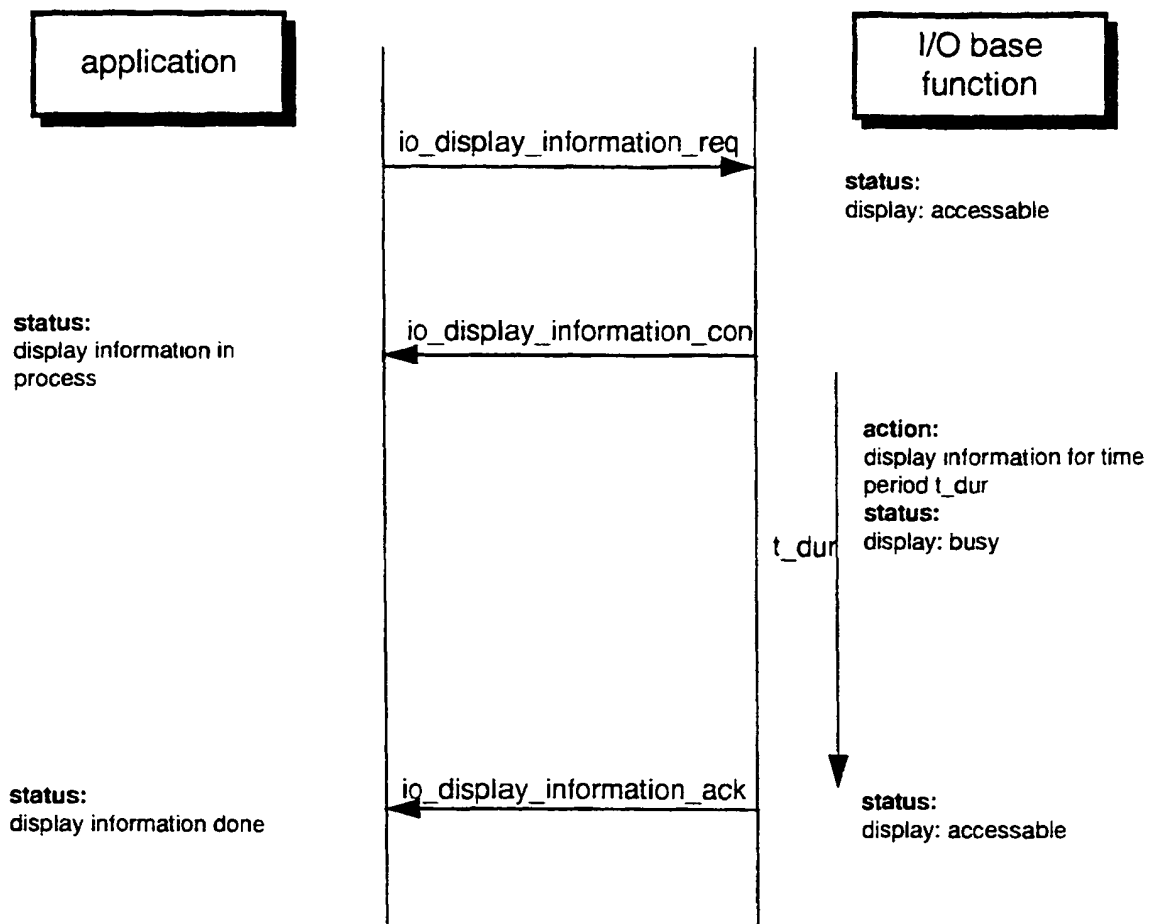 application
I/O base
function
io_display_information_req
status:
display: accessable
status:
display information in
process
io_display_information_con
action:
display information for time
period t_dur
status:
display: busy
t_dur
status:
display information done
io_display_information_ack
status:
display: accessable